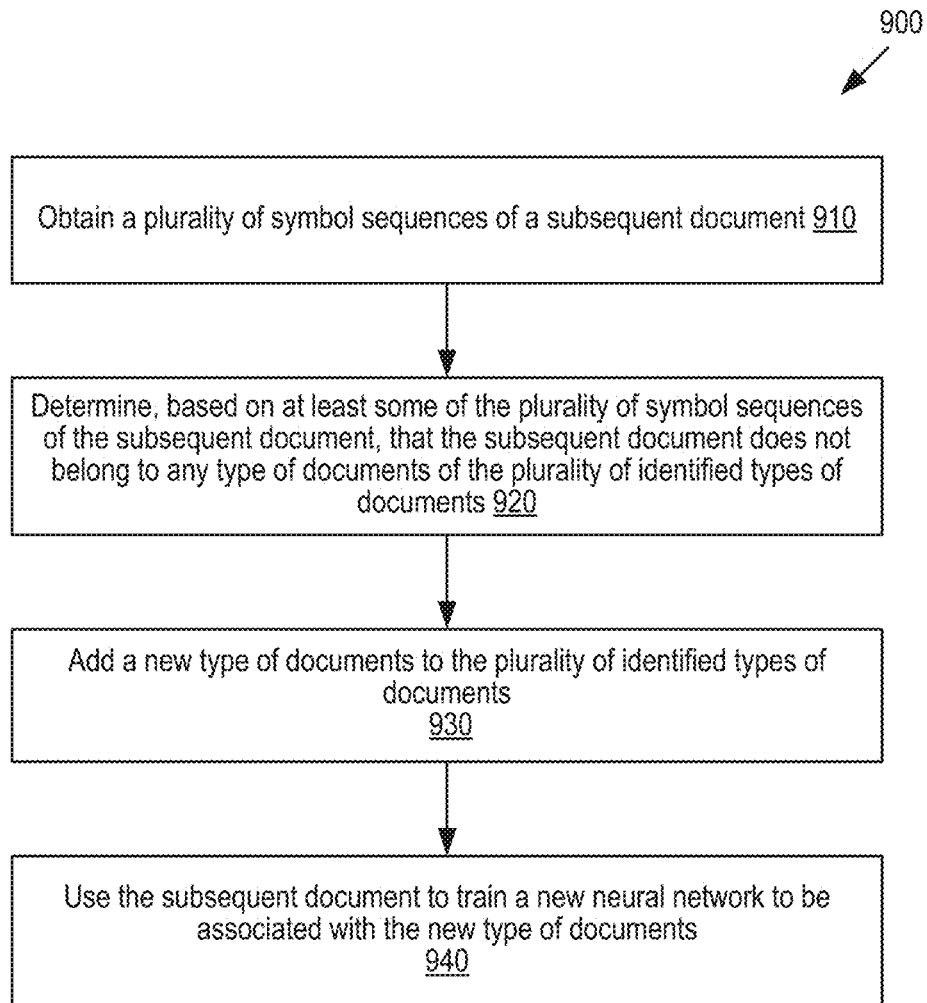 900
Obtain a plurality of symbol sequences of a subsequent document 910
Determine, based on at least some of the plurality of symbol sequences
of the subsequent document, that the subsequent document does not
belong to any type of documents of the plurality of identified types of
documents 920
Add a new type of documents to the plurality of identified types of
documents
930
Use the subsequent document to train a new neural network to be
associated with the new type of documents
940